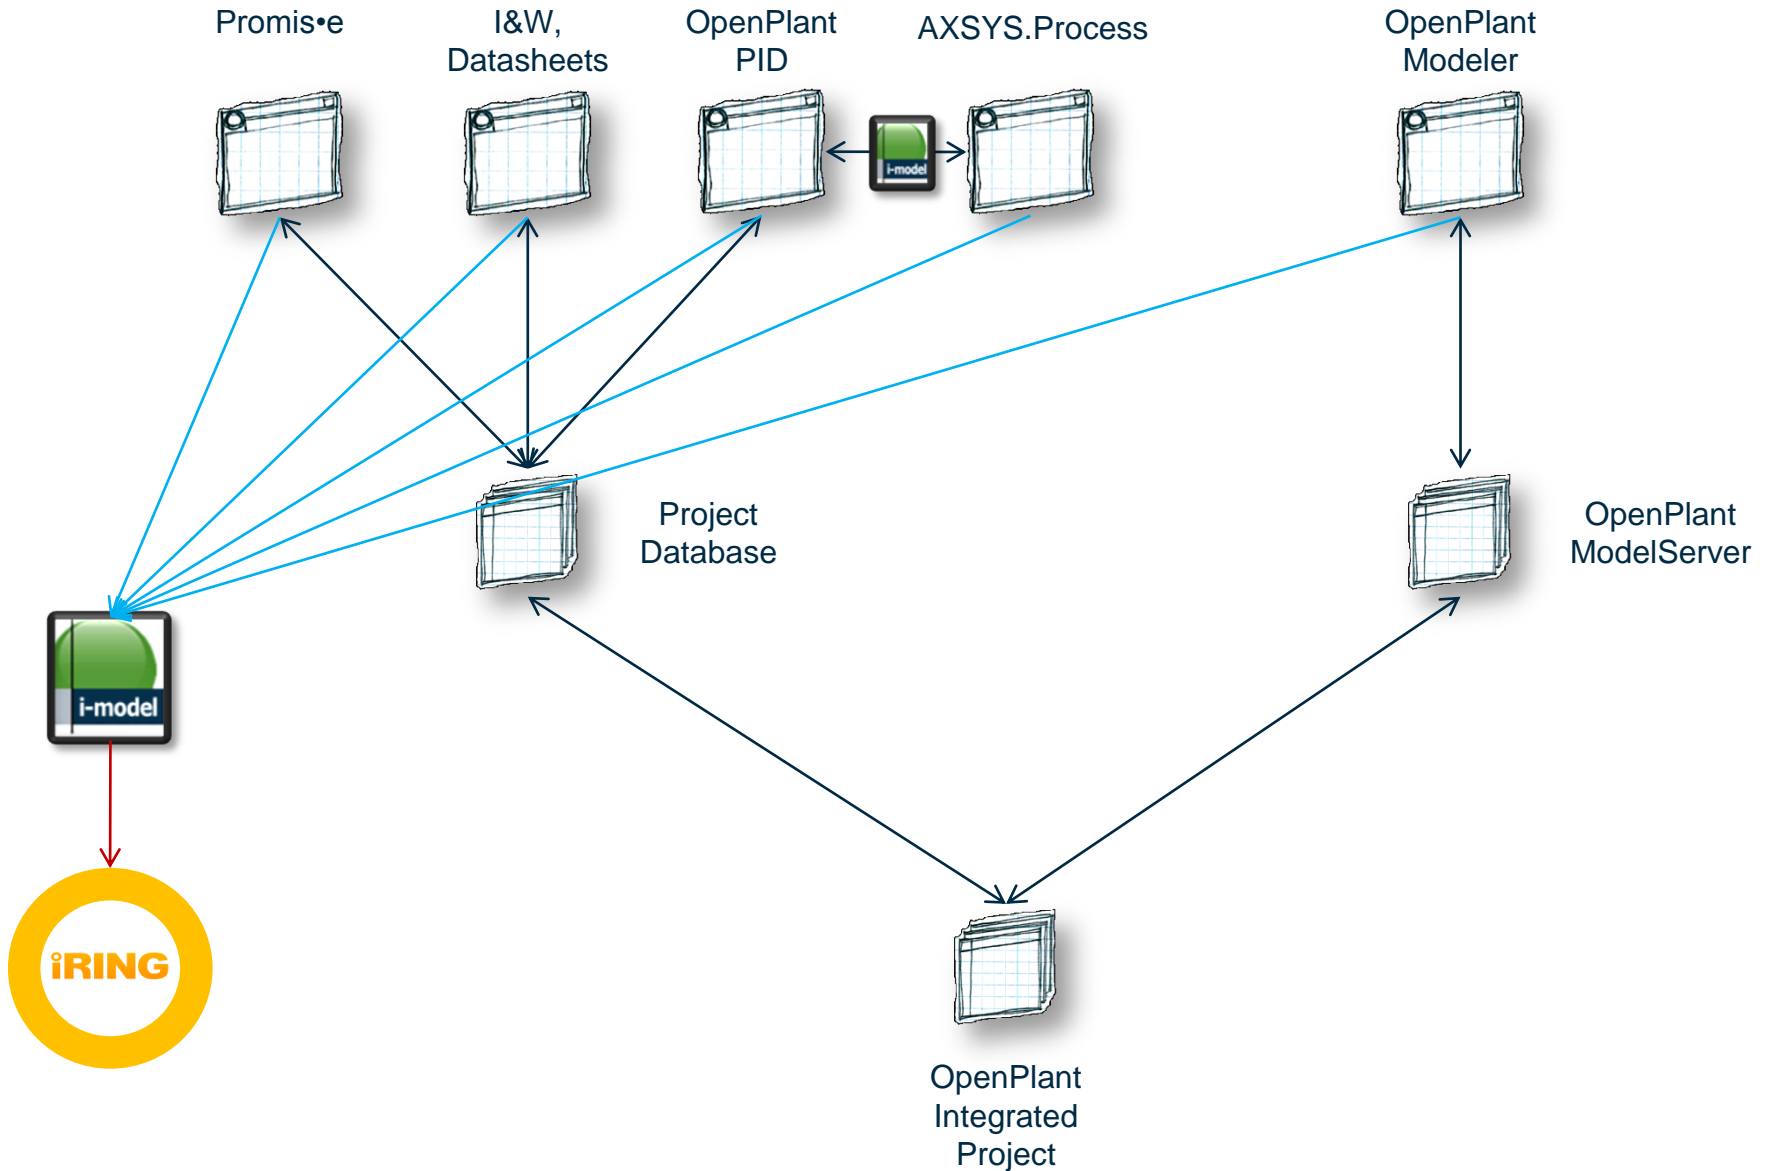 Promis•e
I&W,
Datasheets
OpenPlant
PID
AXSYS.Process
OpenPlant
Modeler
i-model
Project
Database
OpenPlant
ModelServer
i-model
iRING
OpenPlant
Integrated
Project